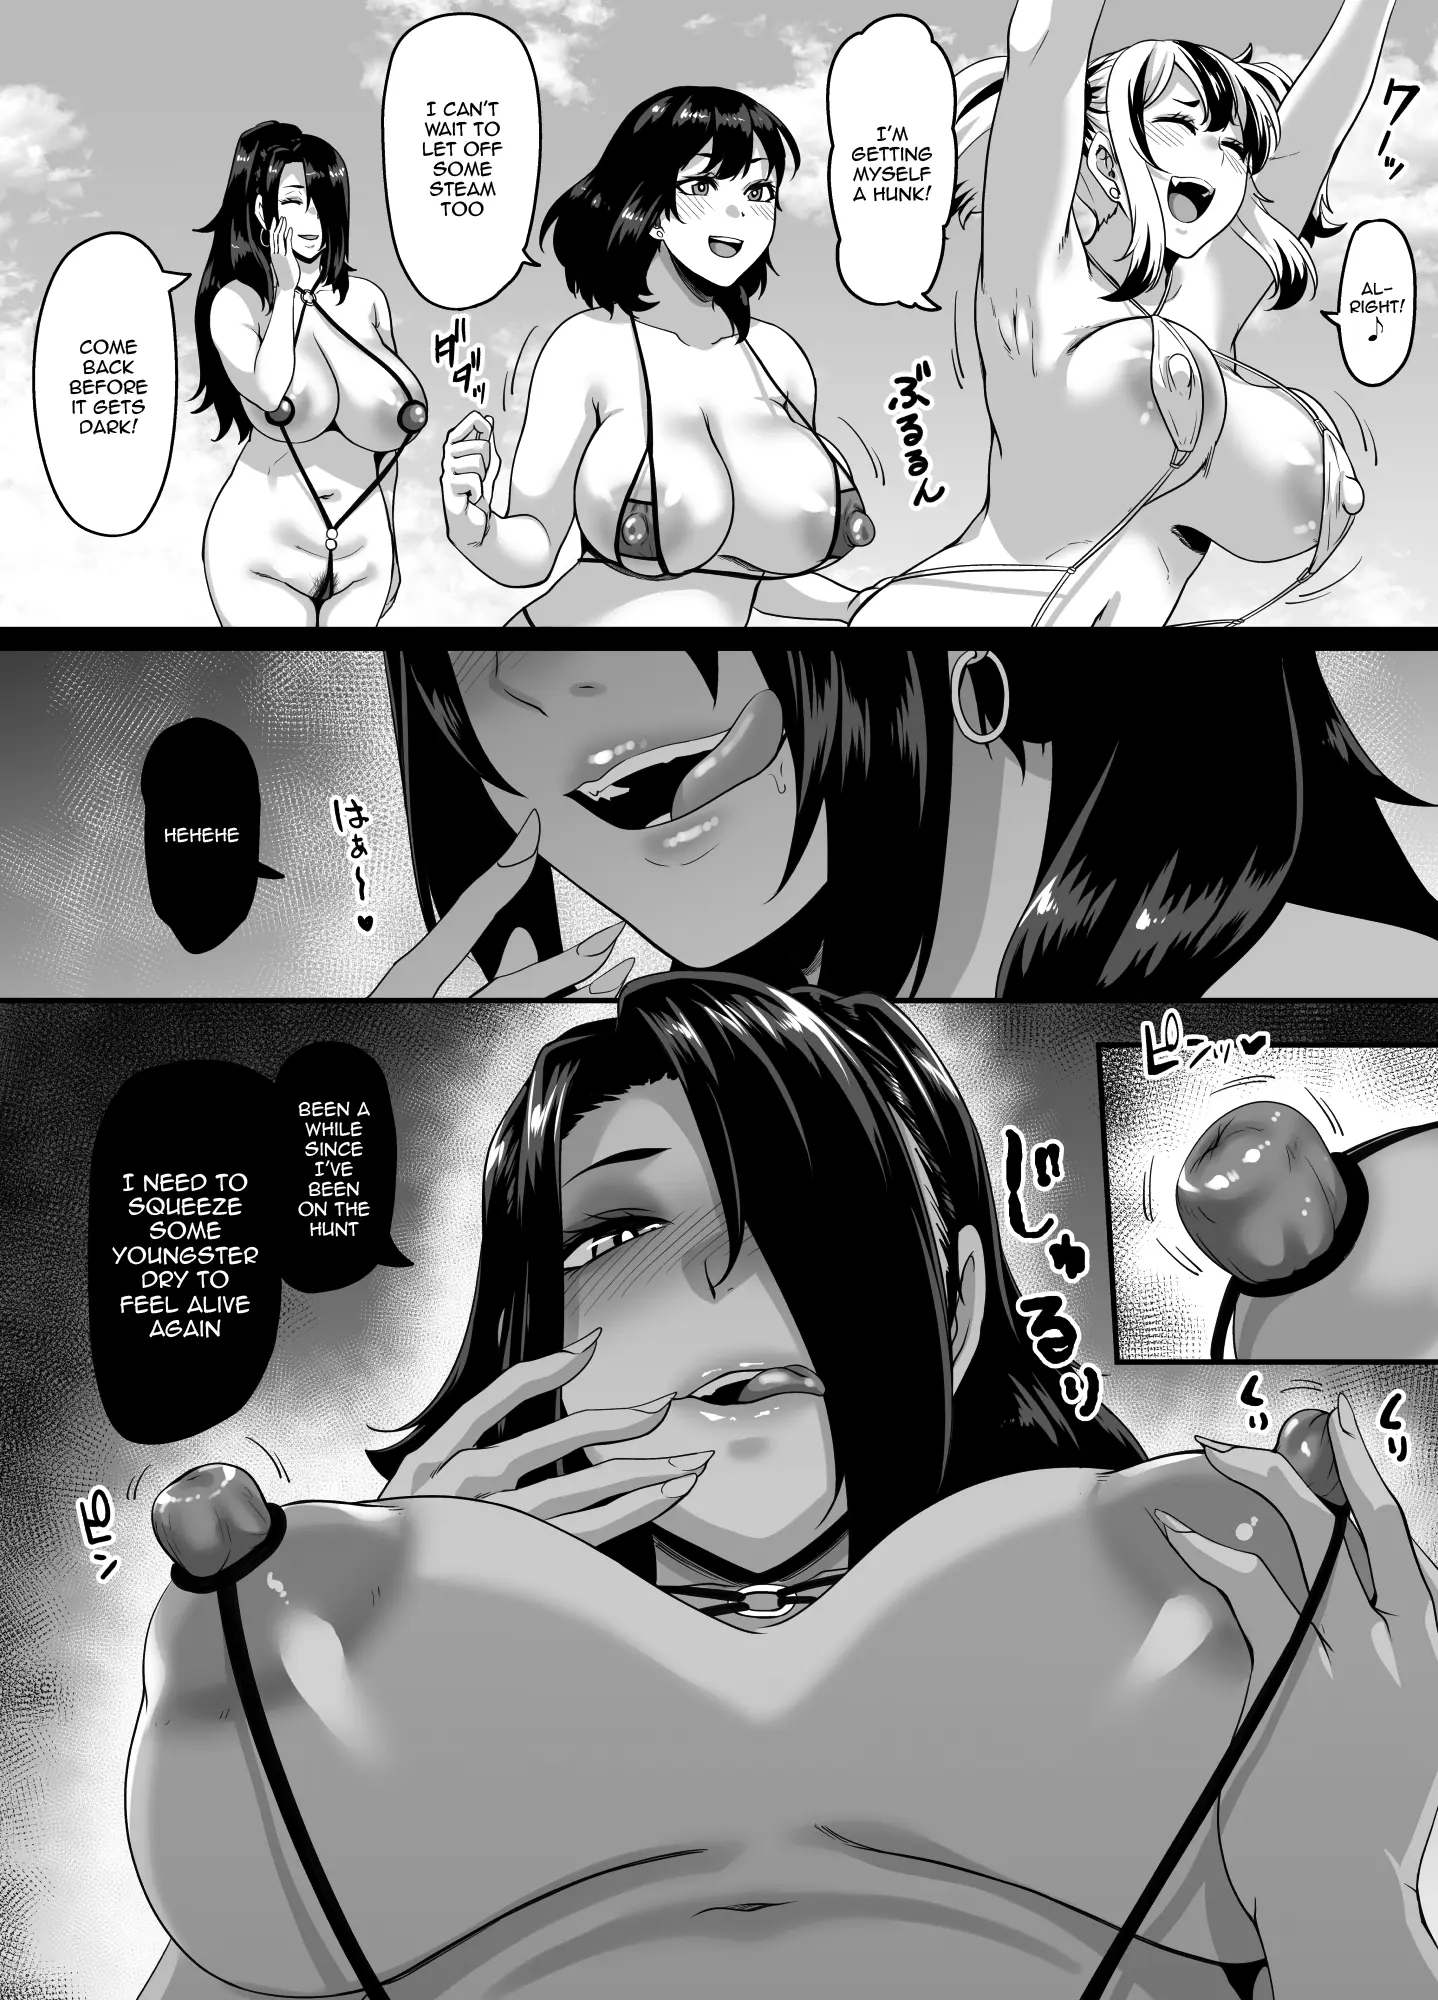 AL-
RIGHT!
♪
ワーッ
I'M
GETTING
MYSELF
A HUNK!
ぶるるん
I CAN'T
WAIT TO
LET OFF
SOME
STEAM
TOO
ダダッ
COME
BACK
BEFORE
IT GETS
DARK!
HEHEHE
はぁ〜♥
ピンッ♥
BEEN A
WHILE
SINCE
I'VE
BEEN
ON THE
HUNT
I NEED TO
SQUEEZE
SOME
YOUNGSTER
DRY TO
FEEL ALIVE
AGAIN
じゅるり
くり
くり
ピン